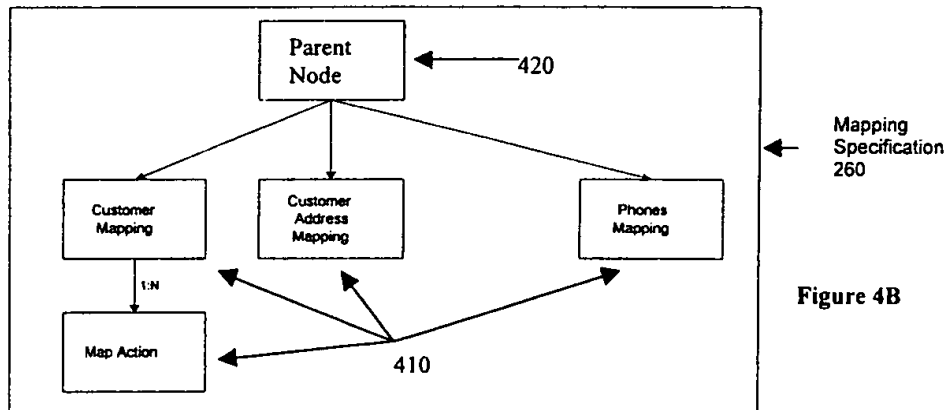 Parent
Node
420
Mapping
Specification
260
Customer
Mapping
Customer
Address
Mapping
Phones
Mapping
1:N
Figure 4B
Map Action
410